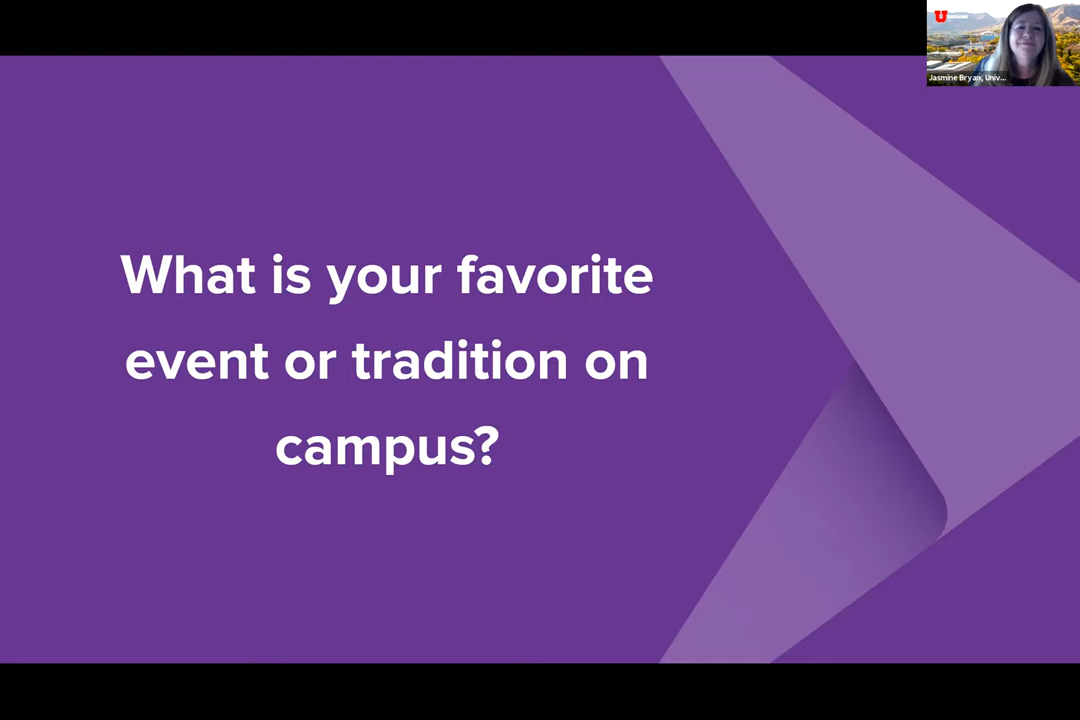 Jasmine Bryan, Univ...
What is your favorite
event or tradition on
campus?